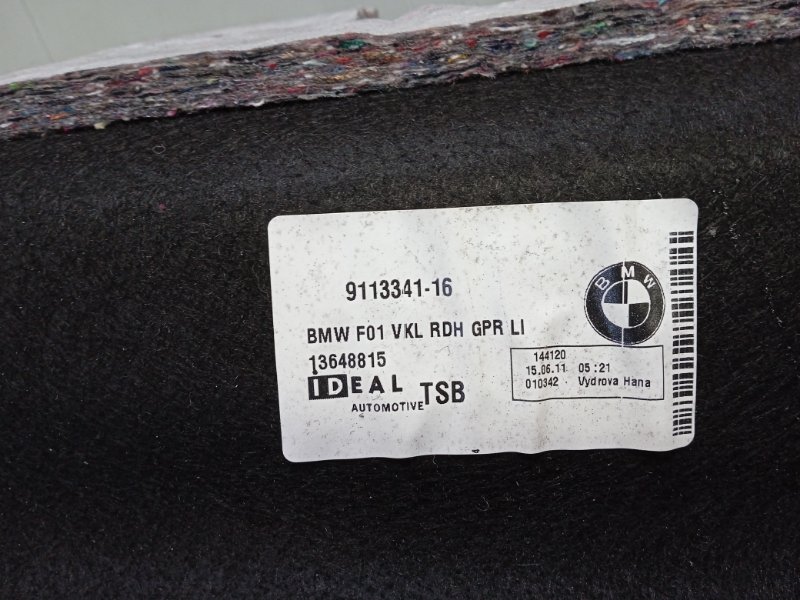 9113341-16
BMW
BMW F01 VKL RDH GPR LI
13648815
IDEAL
AUTOMOTIVE TSB
144120
15.06.11 05:21
010342 Vydrova Hana